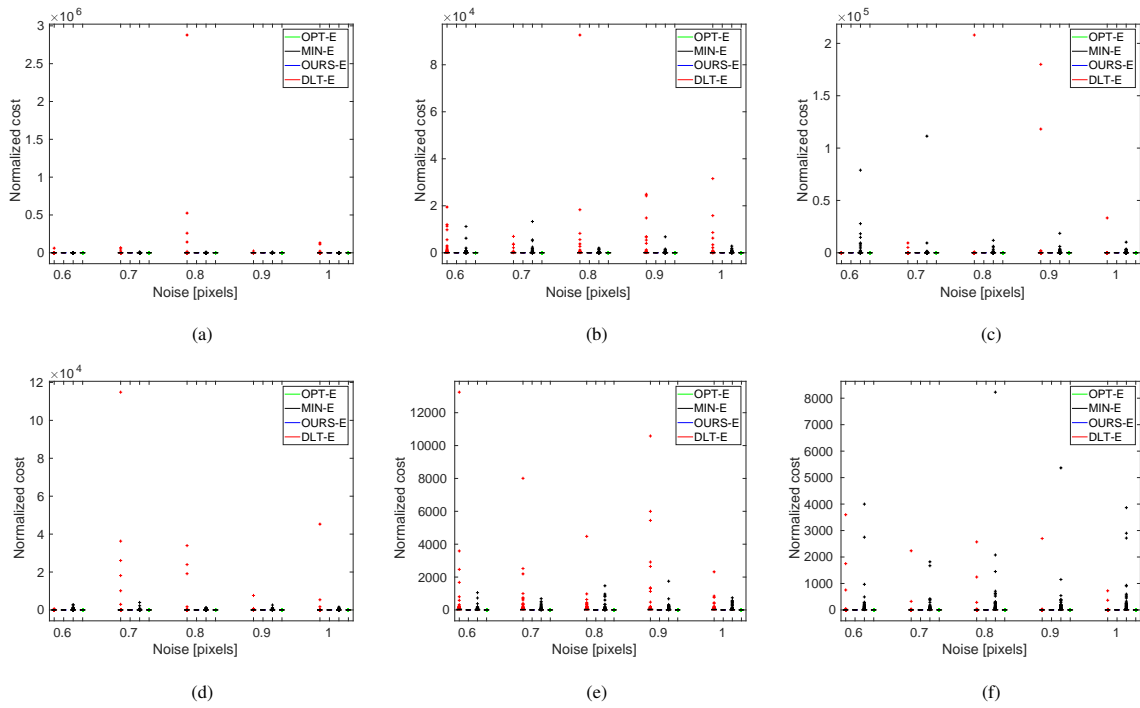 ×10^6
3
2.5
2
1.5
1
0.5
0
Normalized cost
0.6 0.7 0.8 0.9 1
Noise [pixels]
OPT-E
MIN-E
OURS-E
DLT-E
(a)
×10^4
8
6
4
2
0
Normalized cost
0.6 0.7 0.8 0.9 1
Noise [pixels]
OPT-E
MIN-E
OURS-E
DLT-E
(b)
×10^5
2
1.5
1
0.5
0
Normalized cost
0.6 0.7 0.8 0.9 1
Noise [pixels]
OPT-E
MIN-E
OURS-E
DLT-E
(c)
×10^4
12
10
8
6
4
2
0
Normalized cost
0.6 0.7 0.8 0.9 1
Noise [pixels]
OPT-E
MIN-E
OURS-E
DLT-E
(d)
12000
10000
8000
6000
4000
2000
0
Normalized cost
0.6 0.7 0.8 0.9 1
Noise [pixels]
OPT-E
MIN-E
OURS-E
DLT-E
(e)
8000
7000
6000
5000
4000
3000
2000
1000
0
Normalized cost
0.6 0.7 0.8 0.9 1
Noise [pixels]
OPT-E
MIN-E
OURS-E
DLT-E
(f)